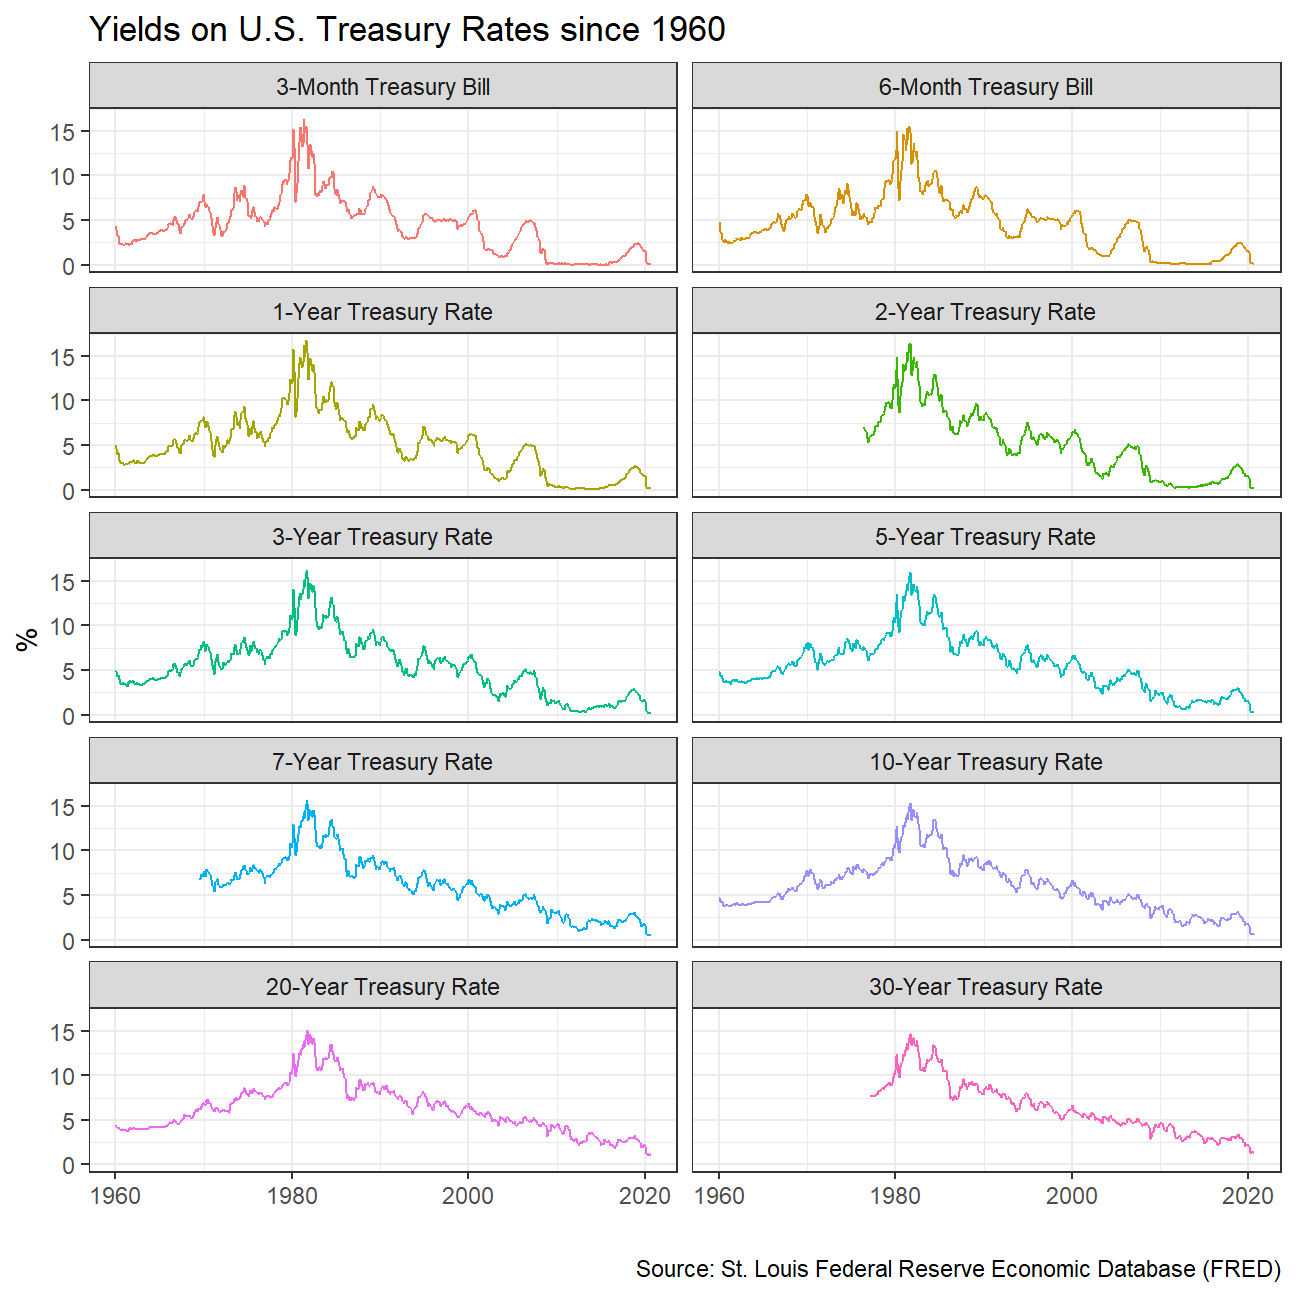 Yields on U.S. Treasury Rates since 1960
3-Month Treasury Bill
6-Month Treasury Bill
15
10
5
0
1-Year Treasury Rate
2-Year Treasury Rate
15
10
5
0
3-Year Treasury Rate
5-Year Treasury Rate
15
10
5
0
%
7-Year Treasury Rate
10-Year Treasury Rate
15
10
5
0
20-Year Treasury Rate
30-Year Treasury Rate
15
10
5
0
1960 1980 2000 2020
1960 1980 2000 2020
Source: St. Louis Federal Reserve Economic Database (FRED)